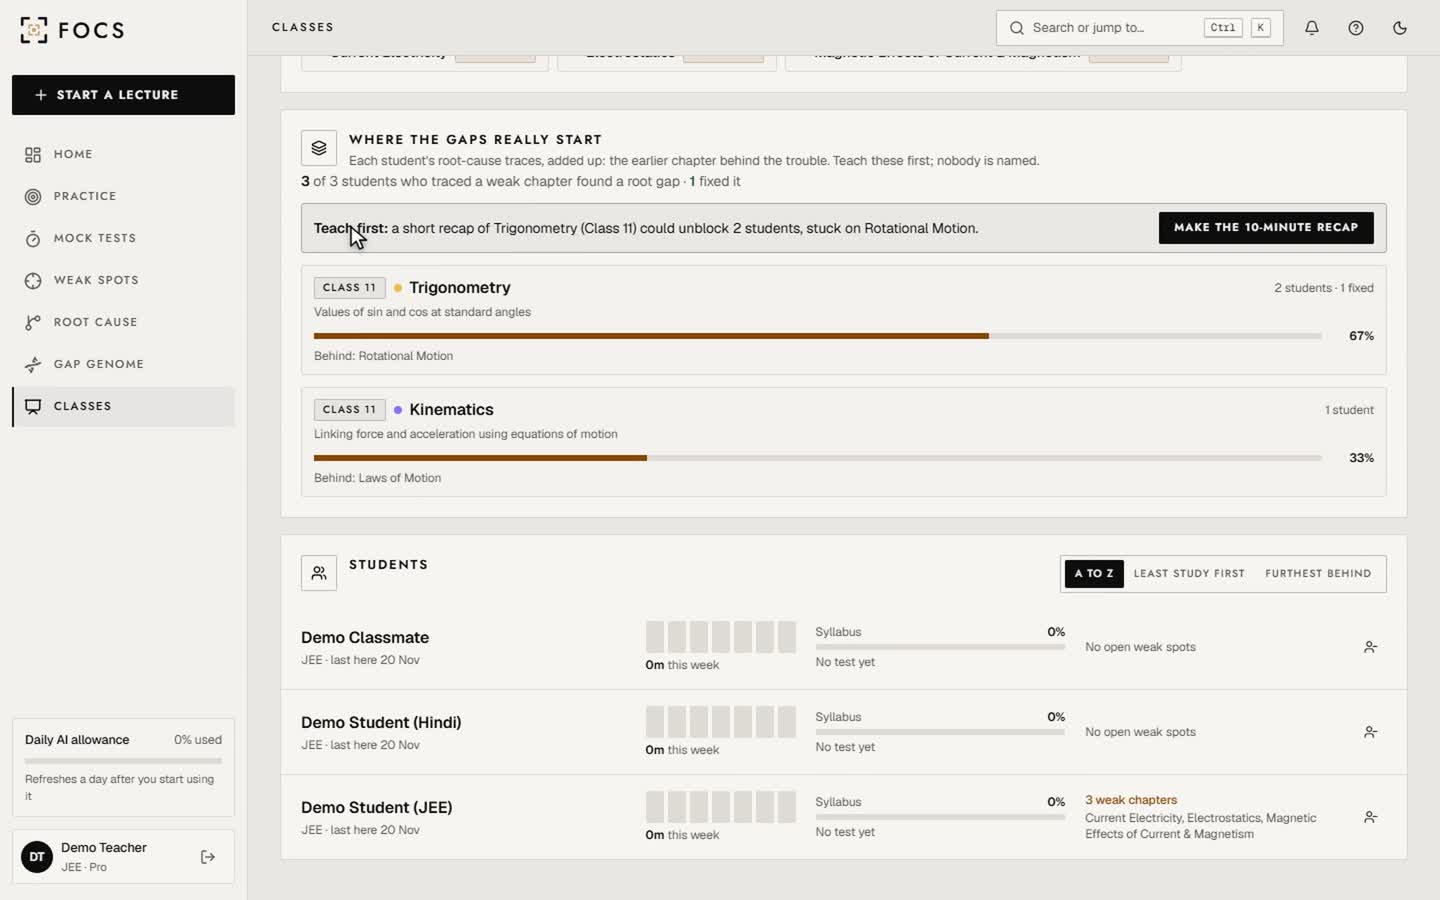 FOCS
START A LECTURE
HOME
PRACTICE
MOCK TESTS
WEAK SPOTS
ROOT CAUSE
GAP GENOME
CLASSES
Daily AI allowance 0% used
Refreshes a day after you start using
it
DT Demo Teacher
JEE · Pro
CLASSES
Search or jump to... Ctrl K
Current Electricity Electrostatics Magnetic Effects of Current & Magnetism
WHERE THE GAPS REALLY START
Each student's root-cause traces, added up: the earlier chapter behind the trouble. Teach these first; nobody is named.
3 of 3 students who traced a weak chapter found a root gap · 1 fixed it
Teach first: a short recap of Trigonometry (Class 11) could unblock 2 students, stuck on Rotational Motion. MAKE THE 10-MINUTE RECAP
CLASS 11 Trigonometry 2 students · 1 fixed
Values of sin and cos at standard angles
67%
Behind: Rotational Motion
CLASS 11 Kinematics 1 student
Linking force and acceleration using equations of motion
33%
Behind: Laws of Motion
STUDENTS A TO Z LEAST STUDY FIRST FURTHEST BEHIND
Demo Classmate
JEE · last here 20 Nov
0m this week
Syllabus 0%
No test yet
No open weak spots
Demo Student (Hindi)
JEE · last here 20 Nov
0m this week
Syllabus 0%
No test yet
No open weak spots
Demo Student (JEE)
JEE · last here 20 Nov
0m this week
Syllabus 0%
No test yet
3 weak chapters
Current Electricity, Electrostatics, Magnetic
Effects of Current & Magnetism